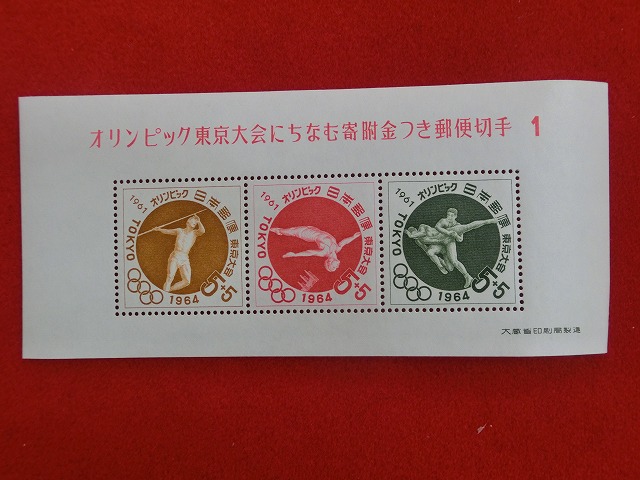 オリンピック東京大会にちなむ寄附金つき郵便切手 1
1961 オリンピック 日本郵便
TOKYO 東京大会
5+5
1964
1961 オリンピック 日本郵便
TOKYO 東京大会
5+5
1964
1961 オリンピック 日本郵便
TOKYO 東京大会
5+5
1964
大蔵省印刷局製造